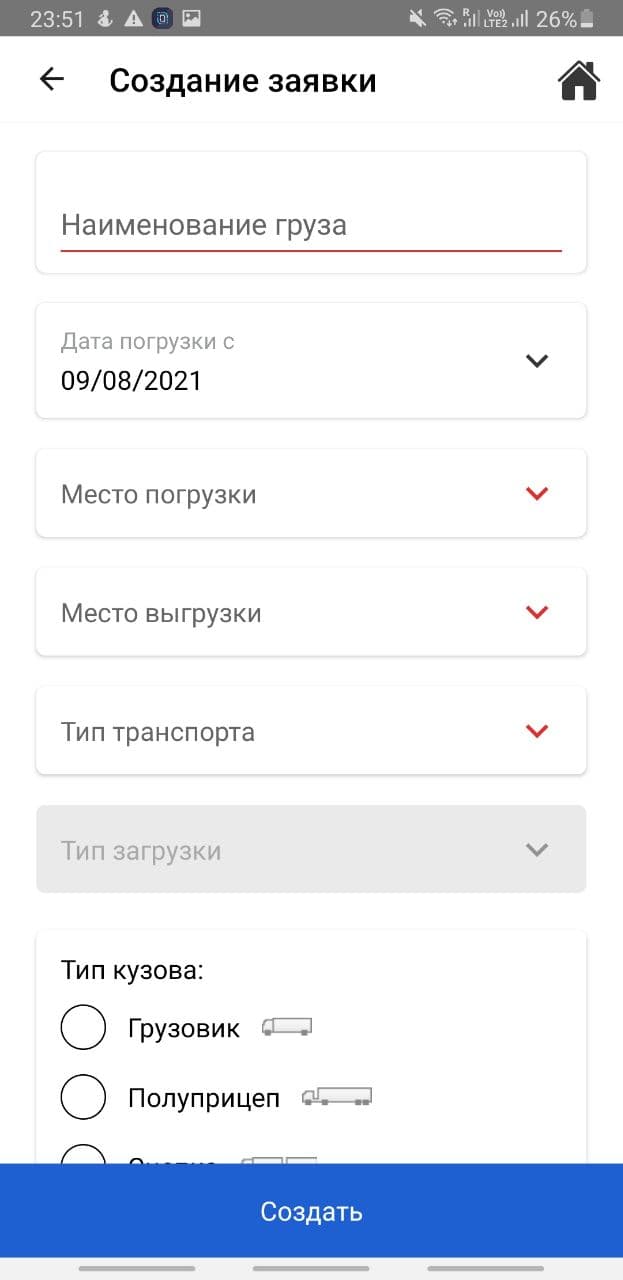 23:51 26%
Создание заявки
Наименование груза
Дата погрузки с
09/08/2021
Место погрузки
Место выгрузки
Тип транспорта
Тип загрузки
Тип кузова:
Грузовик
Полуприцеп
Создать